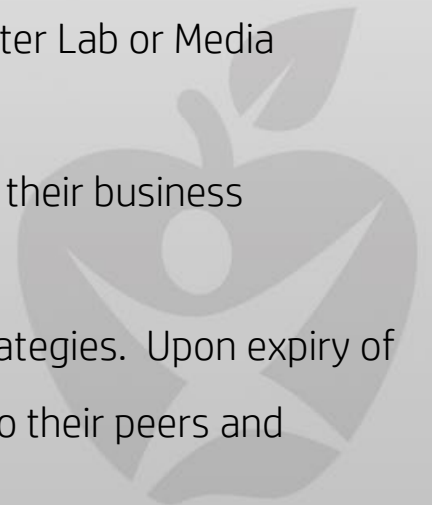 ter Lab or Media
their business
ategies. Upon expiry of
o their peers and